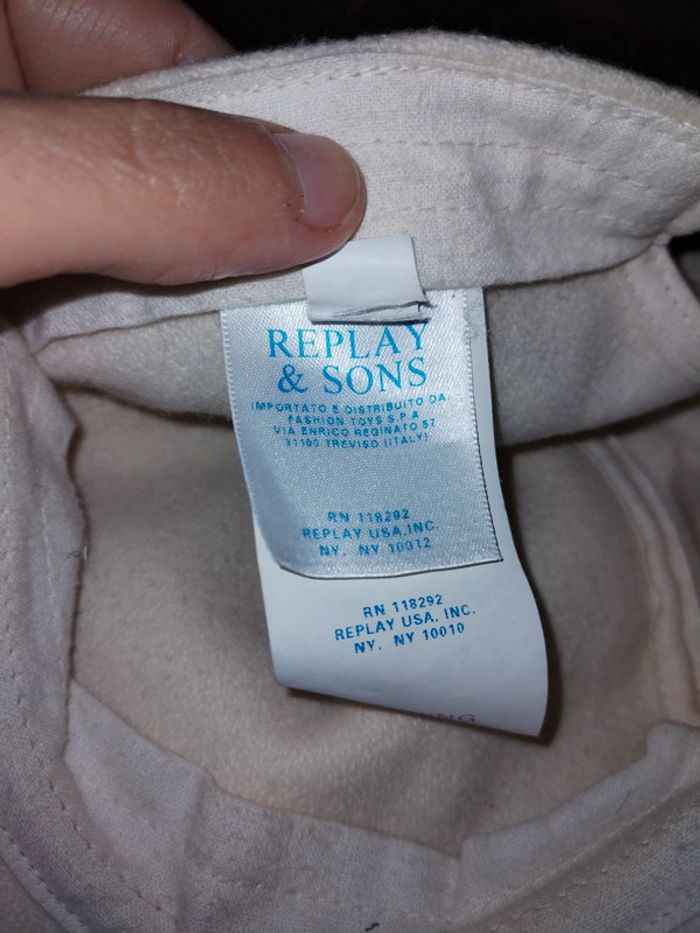 REPLAY
& SONS
IMPORTATO E DISTRIBUITO DA
FASHION TOYS S.P.A
VIA ENRICO REGINATO 57
31100 TREVISO (ITALY)
RN 118292
REPLAY USA, INC.
NY. NY 10012
RN 118292
REPLAY USA. INC.
NY. NY 10010